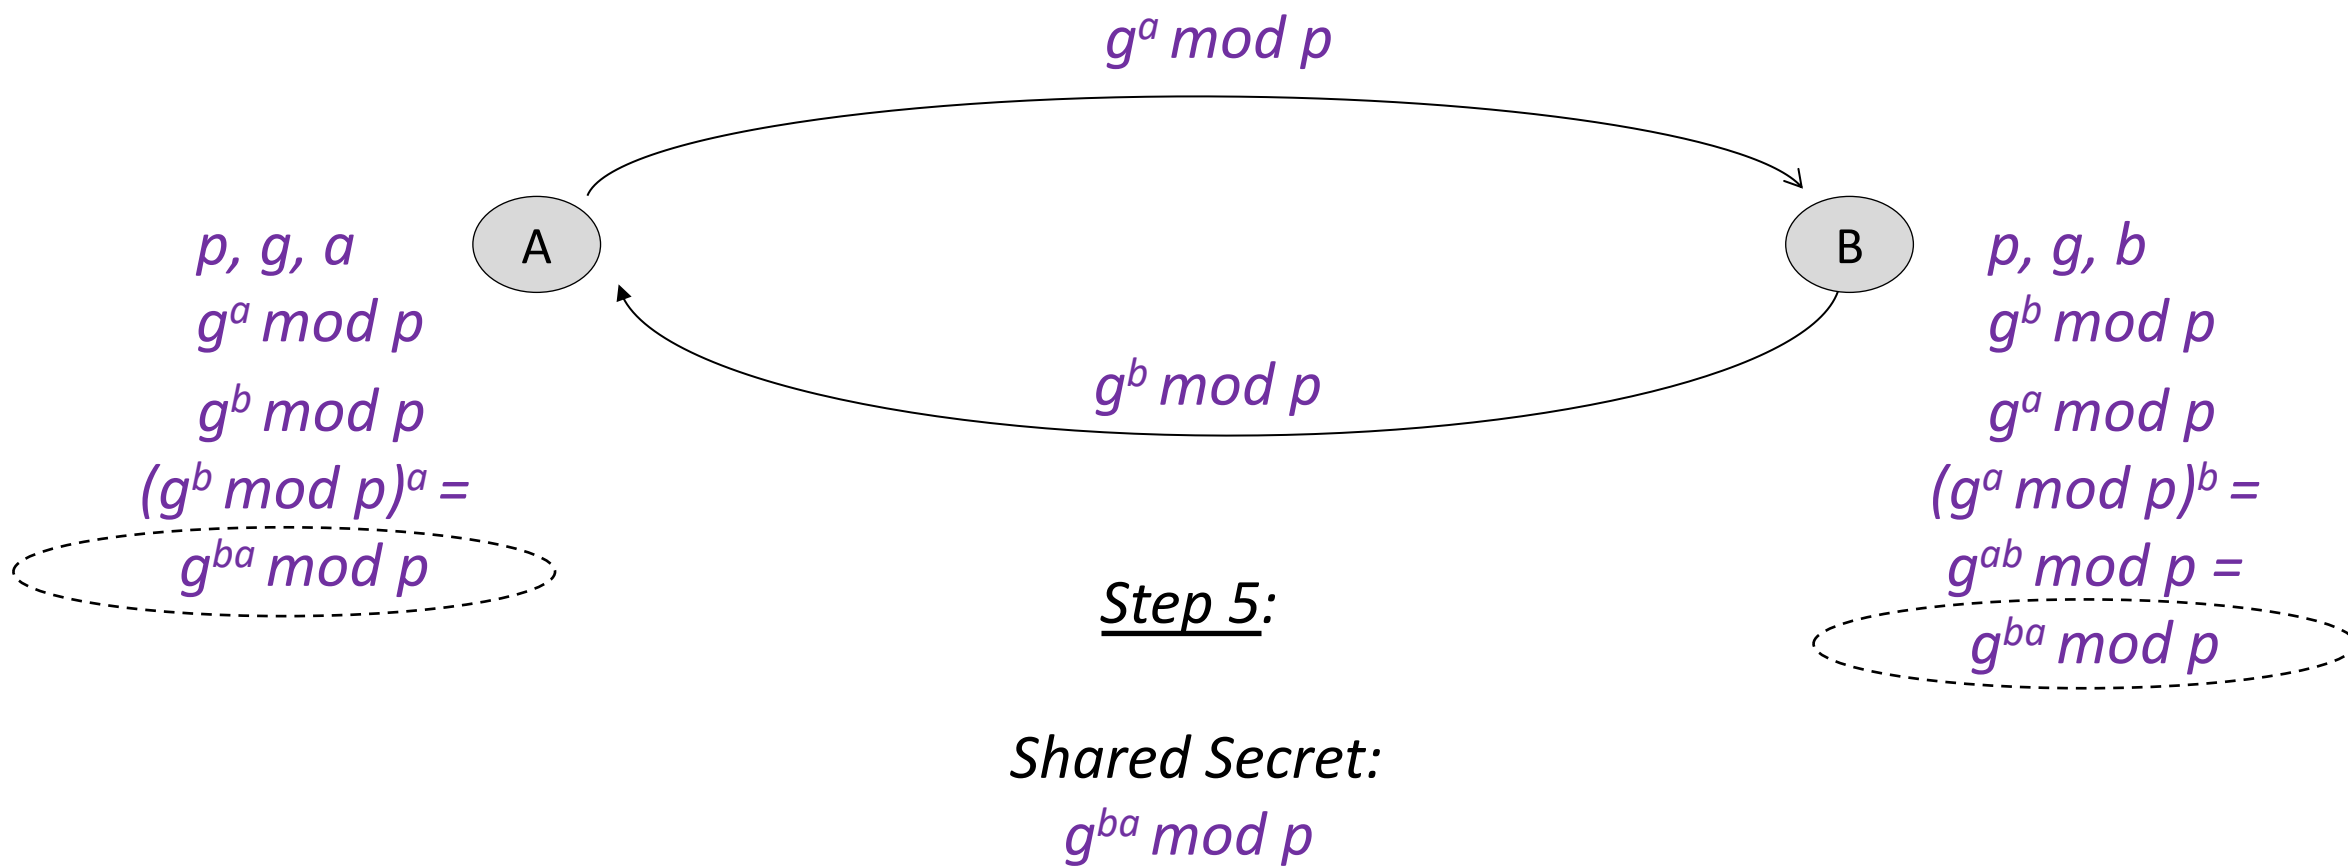 gᵃ mod p
A
B
p, g, a
gᵃ mod p
gᵇ mod p
(gᵇ mod p)ᵃ =
gᵇᵃ mod p
gᵇ mod p
p, g, b
gᵇ mod p
gᵃ mod p
(gᵃ mod p)ᵇ =
gᵃᵇ mod p =
gᵇᵃ mod p
Step 5:
Shared Secret:
gᵇᵃ mod p